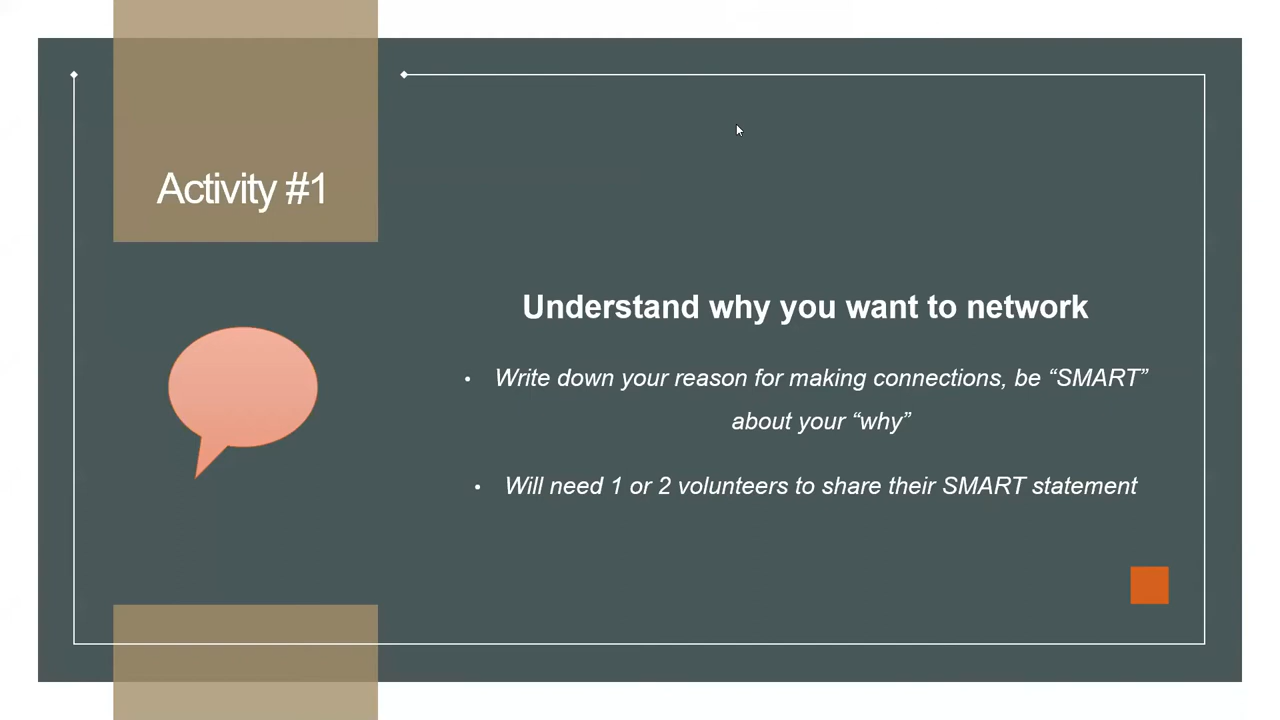 Activity #1
Understand why you want to network
• Write down your reason for making connections, be “SMART”
about your “why”
• Will need 1 or 2 volunteers to share their SMART statement